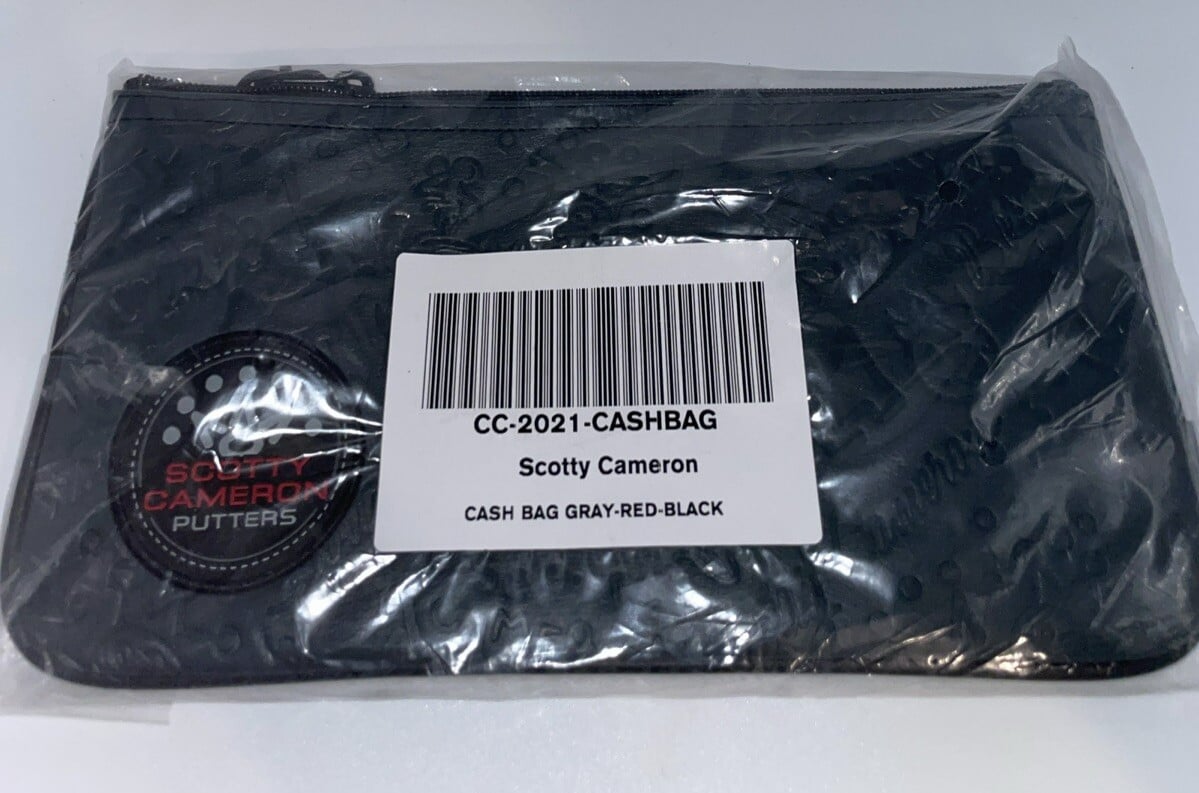 CC-2021-CASHBAG
Scotty Cameron
CASH BAG GRAY-RED-BLACK
SCOTTY
CAMERON
PUTTERS